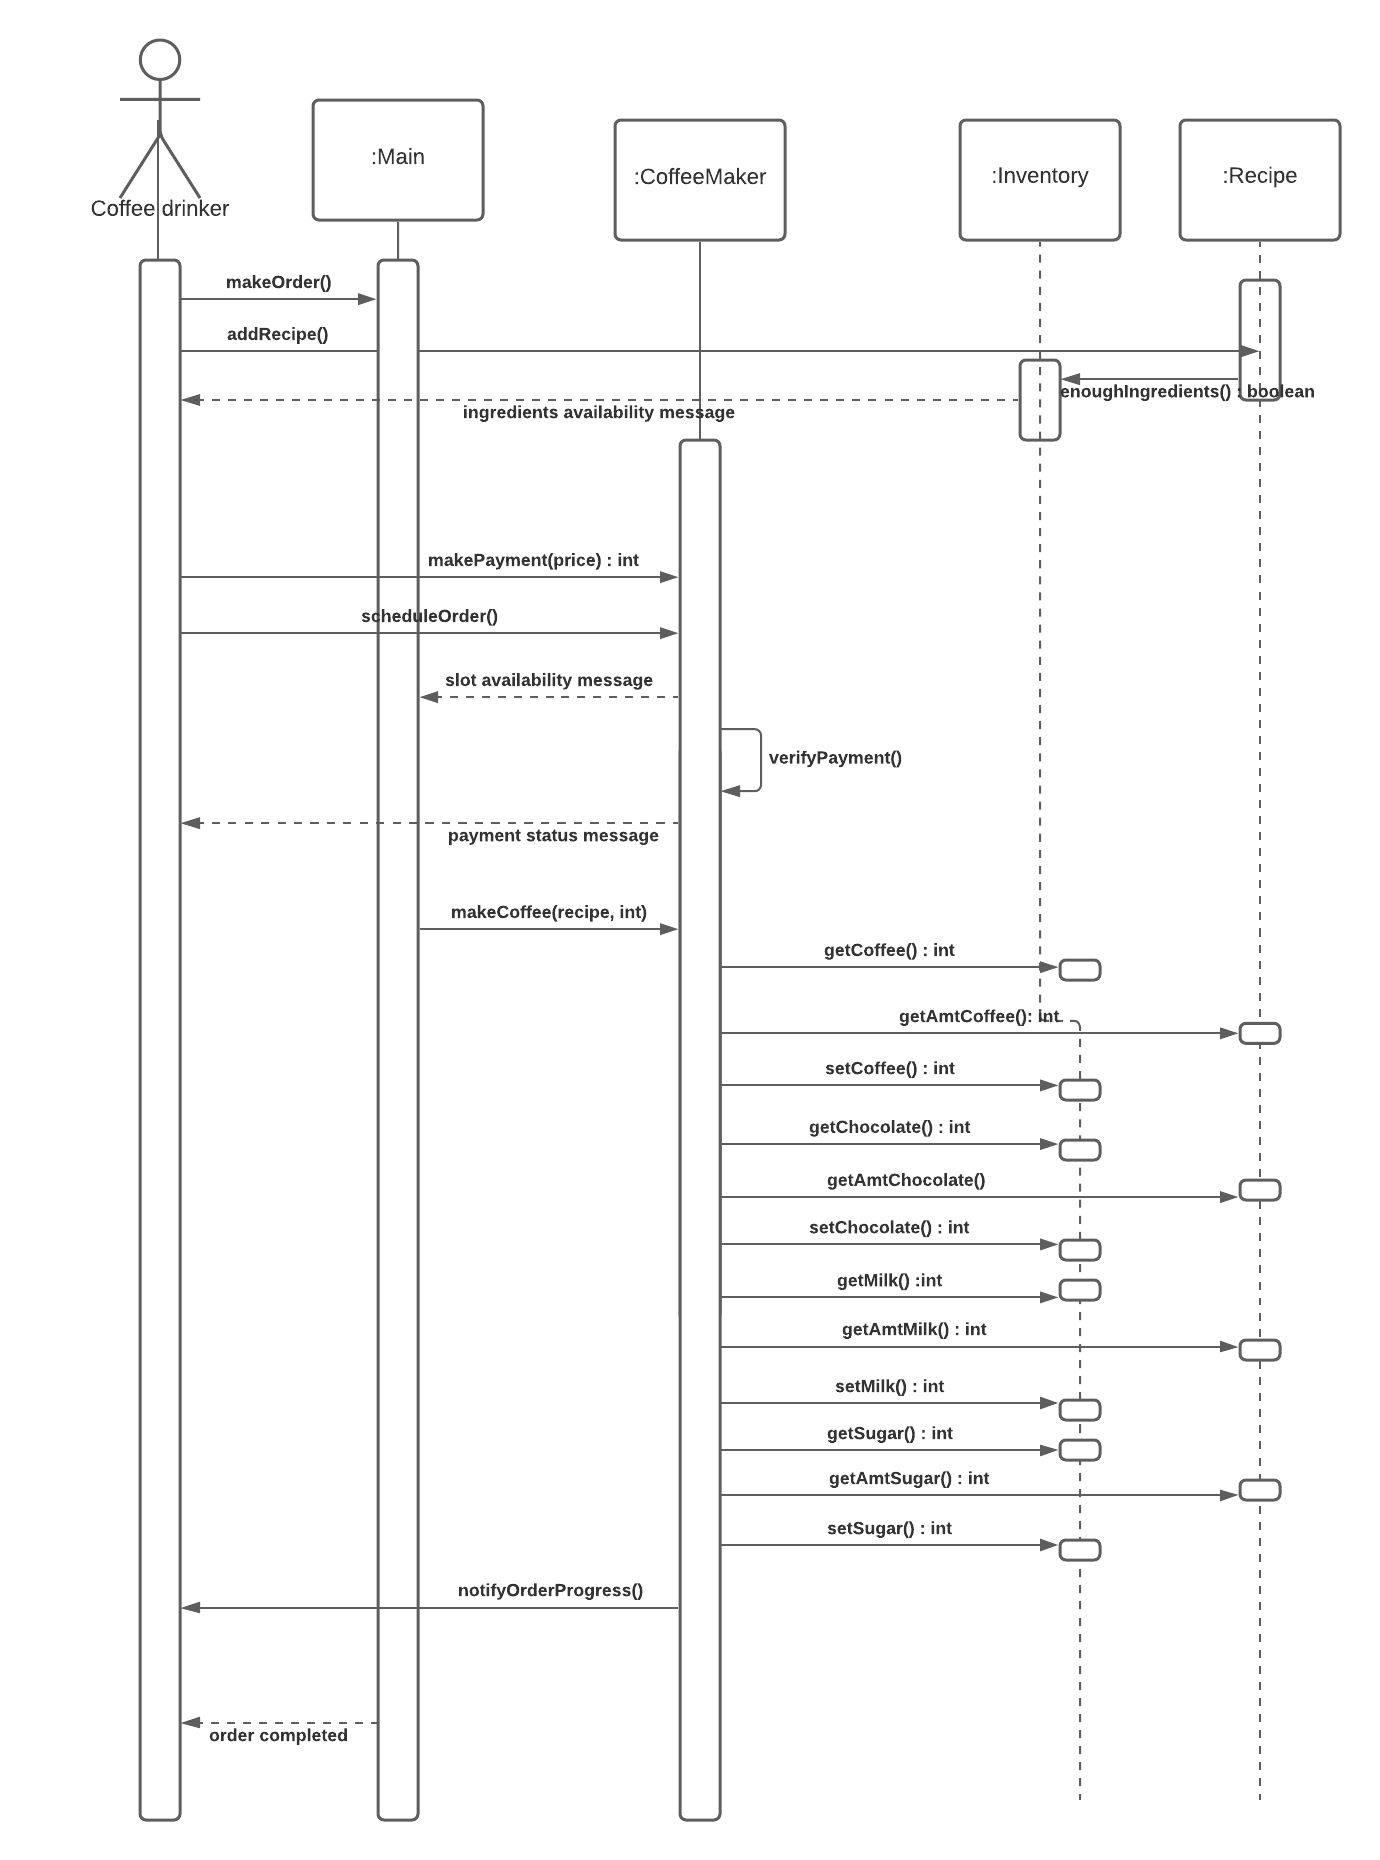 Coffee drinker
:Main
:CoffeeMaker
:Inventory
:Recipe
makeOrder()
addRecipe()
enoughIngredients() : boolean
ingredients availability message
makePayment(price) : int
scheduleOrder()
slot availability message
verifyPayment()
payment status message
makeCoffee(recipe, int)
getCoffee() : int
getAmtCoffee(): int
setCoffee() : int
getChocolate() : int
getAmtChocolate()
setChocolate() : int
getMilk() :int
getAmtMilk() : int
setMilk() : int
getSugar() : int
getAmtSugar() : int
setSugar() : int
notifyOrderProgress()
order completed